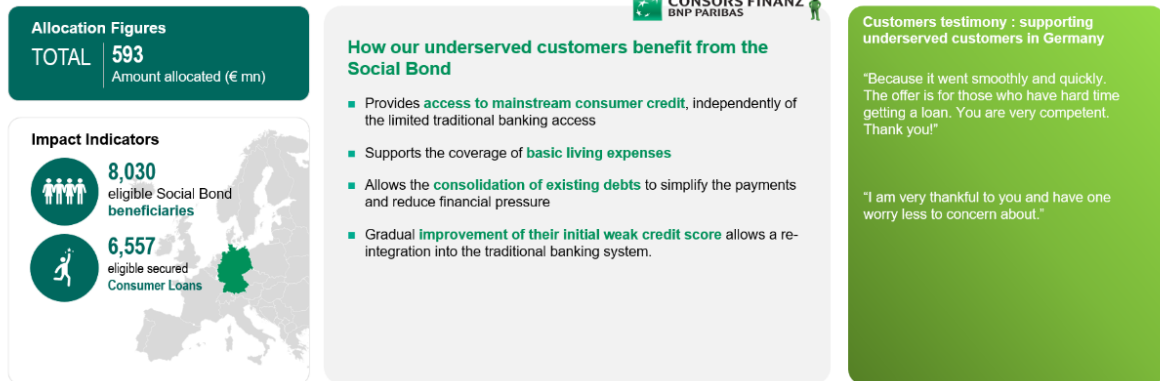 Allocation Figures
TOTAL
593
Amount allocated (€ mn)
Impact Indicators
8,030
eligible Social Bond
beneficiaries
6,557
eligible secured
Consumer Loans
CONSORS FINANZ
BNP PARIBAS
How our underserved customers benefit from the
Social Bond
Provides access to mainstream consumer credit, independently of
the limited traditional banking access
Supports the coverage of basic living expenses
Allows the consolidation of existing debts to simplify the payments
and reduce financial pressure
Gradual improvement of their initial weak credit score allows a re-
integration into the traditional banking system.
Customers testimony : supporting
underserved customers in Germany
“Because it went smoothly and quickly.
The offer is for those who have hard time
getting a loan. You are very competent.
Thank you!”
“I am very thankful to you and have one
worry less to concern about.”